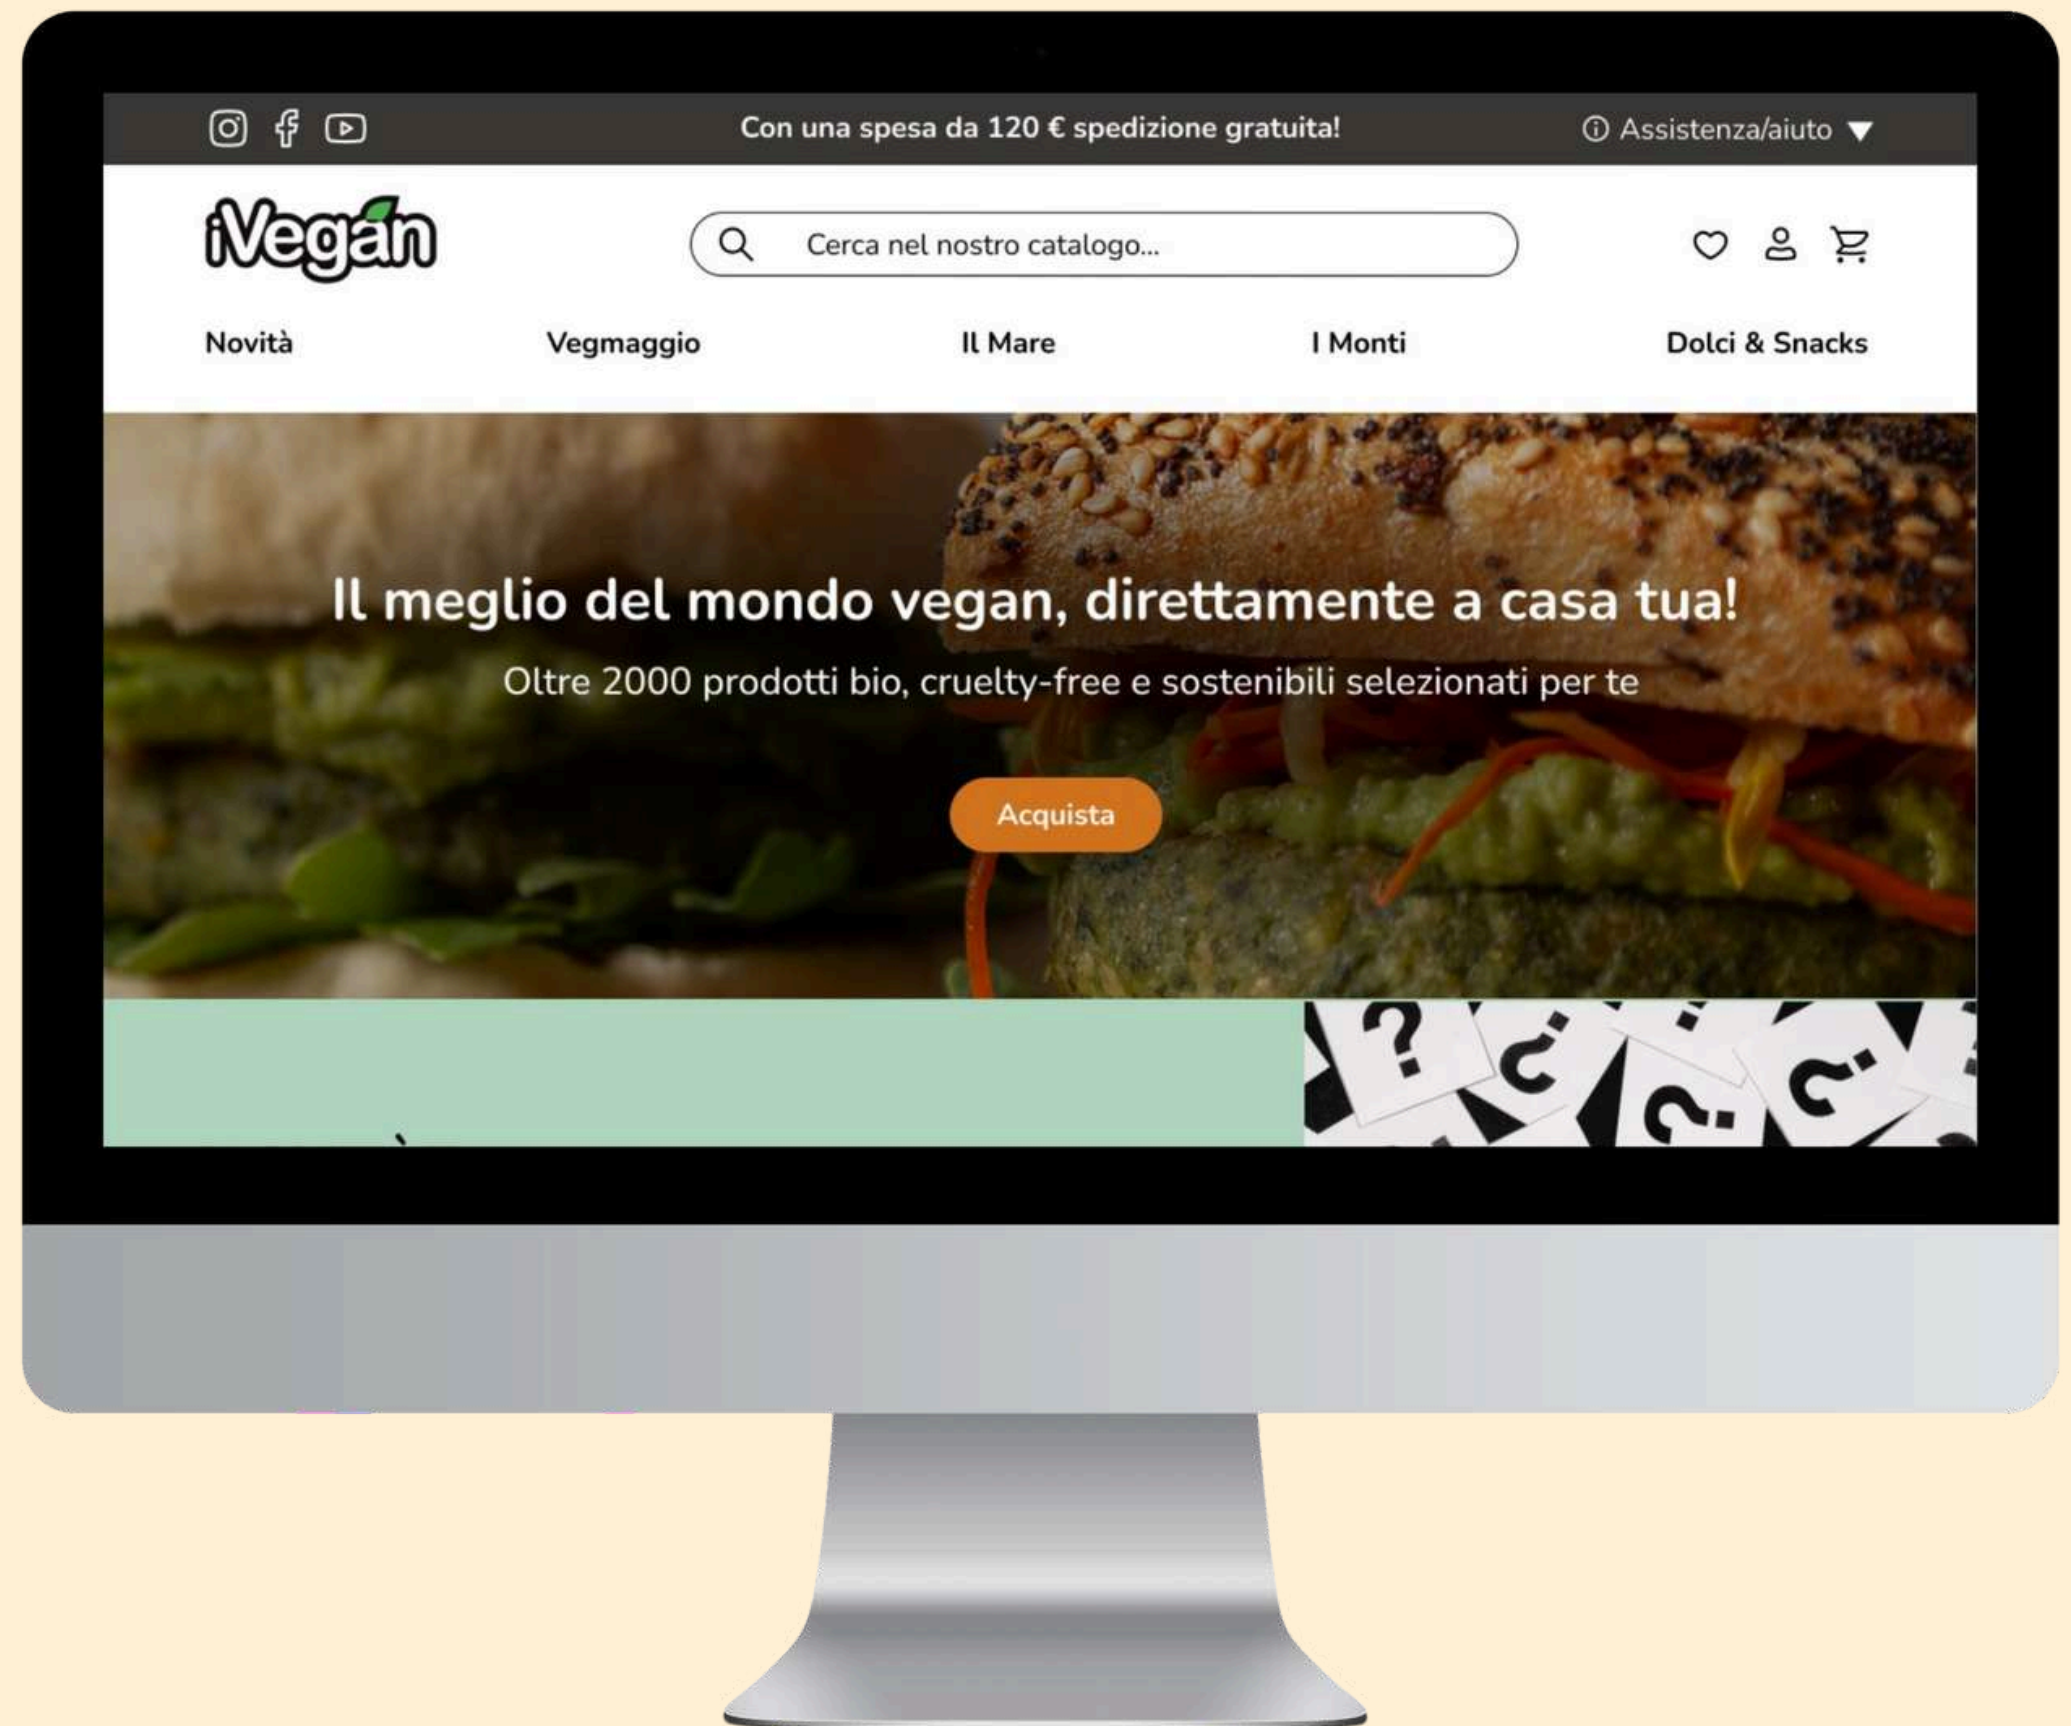 Con una spesa da 120 € spedizione gratuita!
Assistenza/aiuto
iVegan
Cerca nel nostro catalogo...
Novità
Vegmaggio
Il Mare
I Monti
Dolci & Snacks
Il meglio del mondo vegan, direttamente a casa tua!
Oltre 2000 prodotti bio, cruelty-free e sostenibili selezionati per te
Acquista
? ? ? ? ?